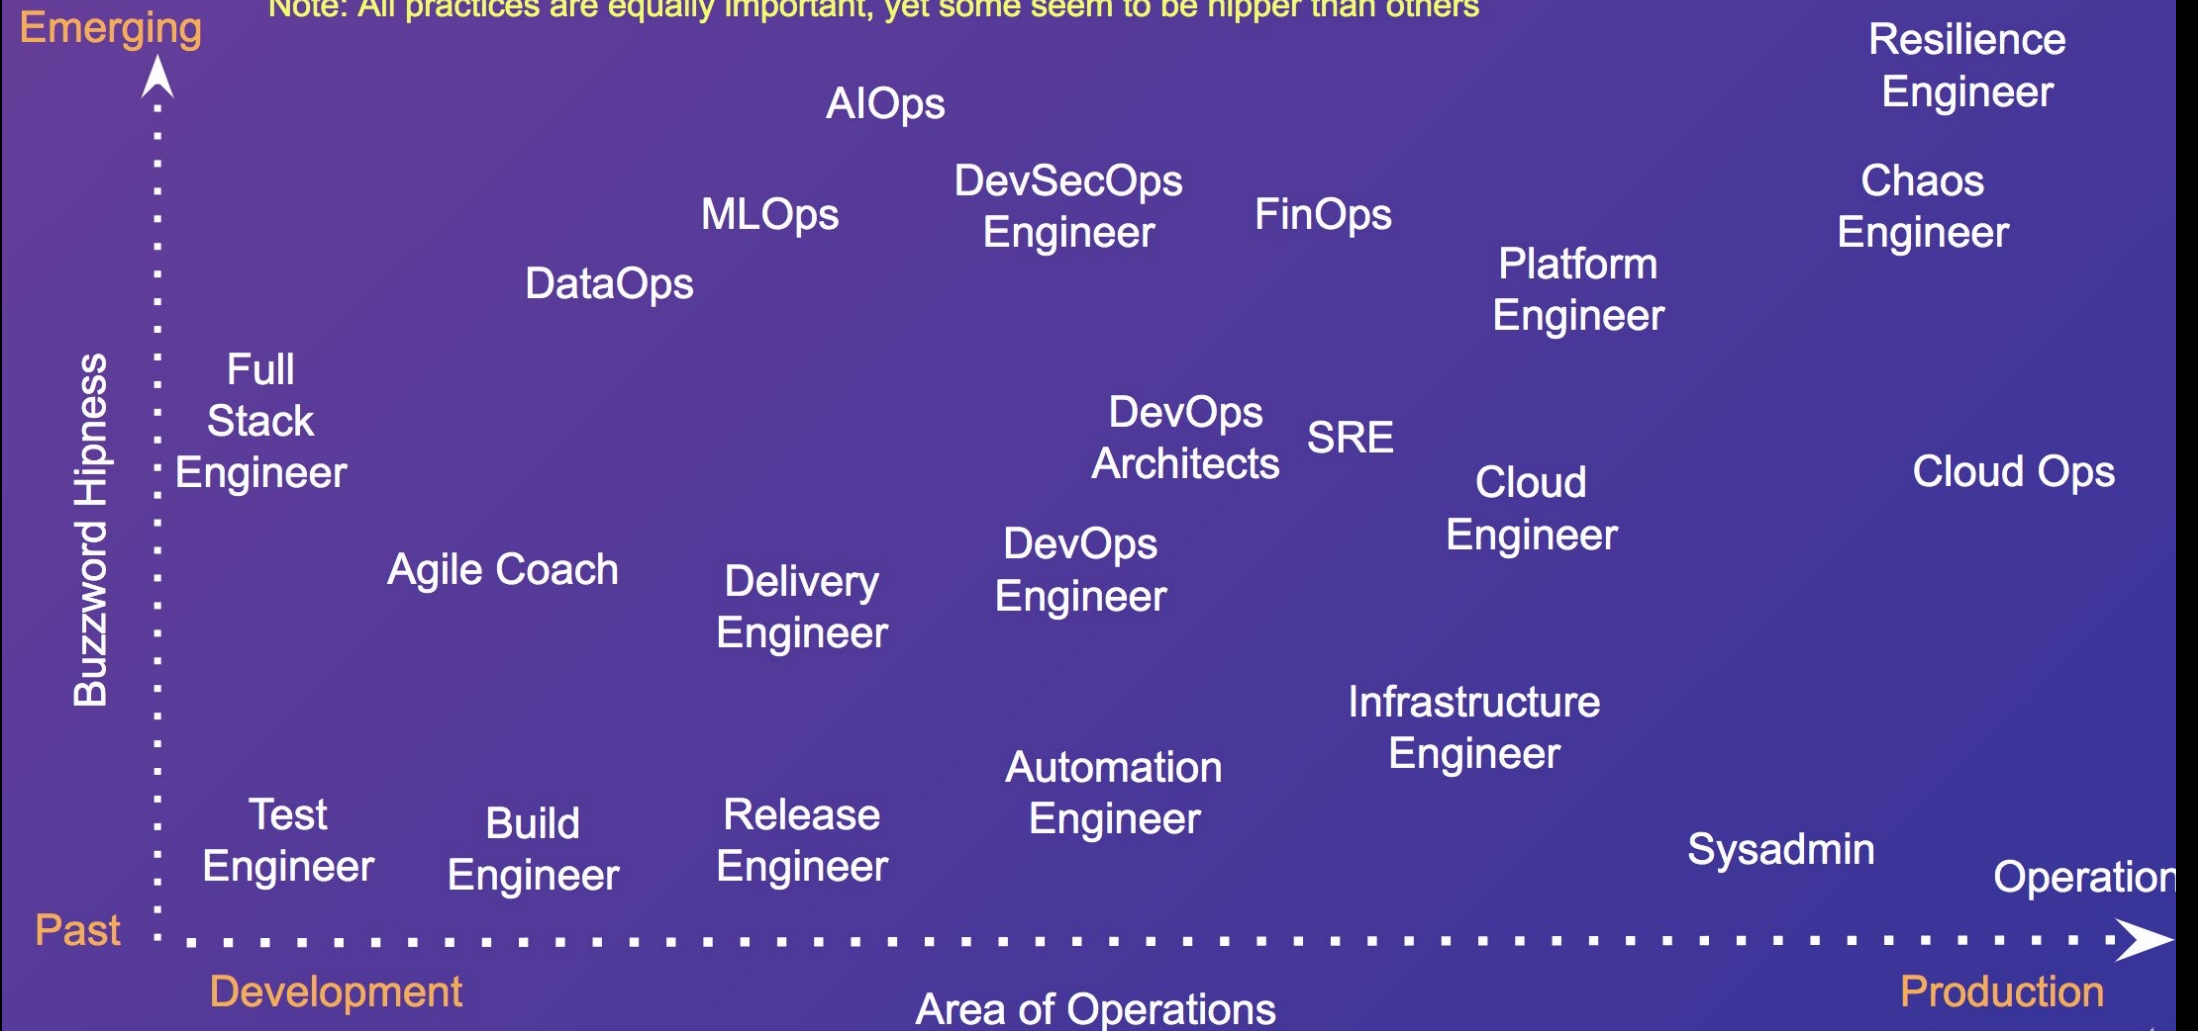 Note: All practices are equally important, yet some seem to be hipper than others
Emerging
Resilience
Engineer
AIOps
DevSecOps
Engineer
Chaos
Engineer
MLOps
FinOps
Platform
Engineer
DataOps
Full
Stack
Engineer
Buzzword Hipness
DevOps
Architects
SRE
Cloud
Engineer
Cloud Ops
Agile Coach
DevOps
Engineer
Delivery
Engineer
Infrastructure
Engineer
Automation
Engineer
Test
Engineer
Build
Engineer
Release
Engineer
Sysadmin
Operation
Past
Development
Area of Operations
Production